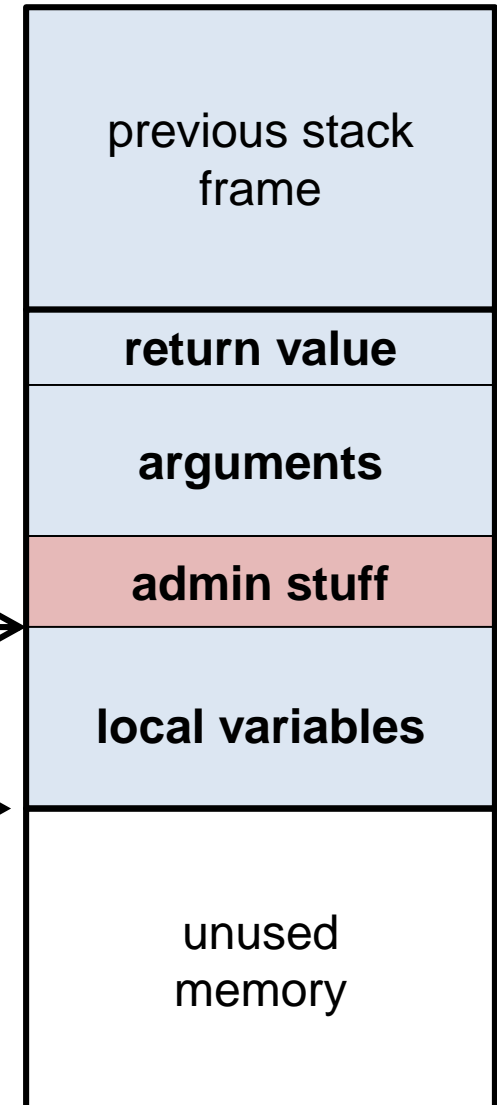 previous stack
frame
return value
arguments
admin stuff
local variables
unused
memory